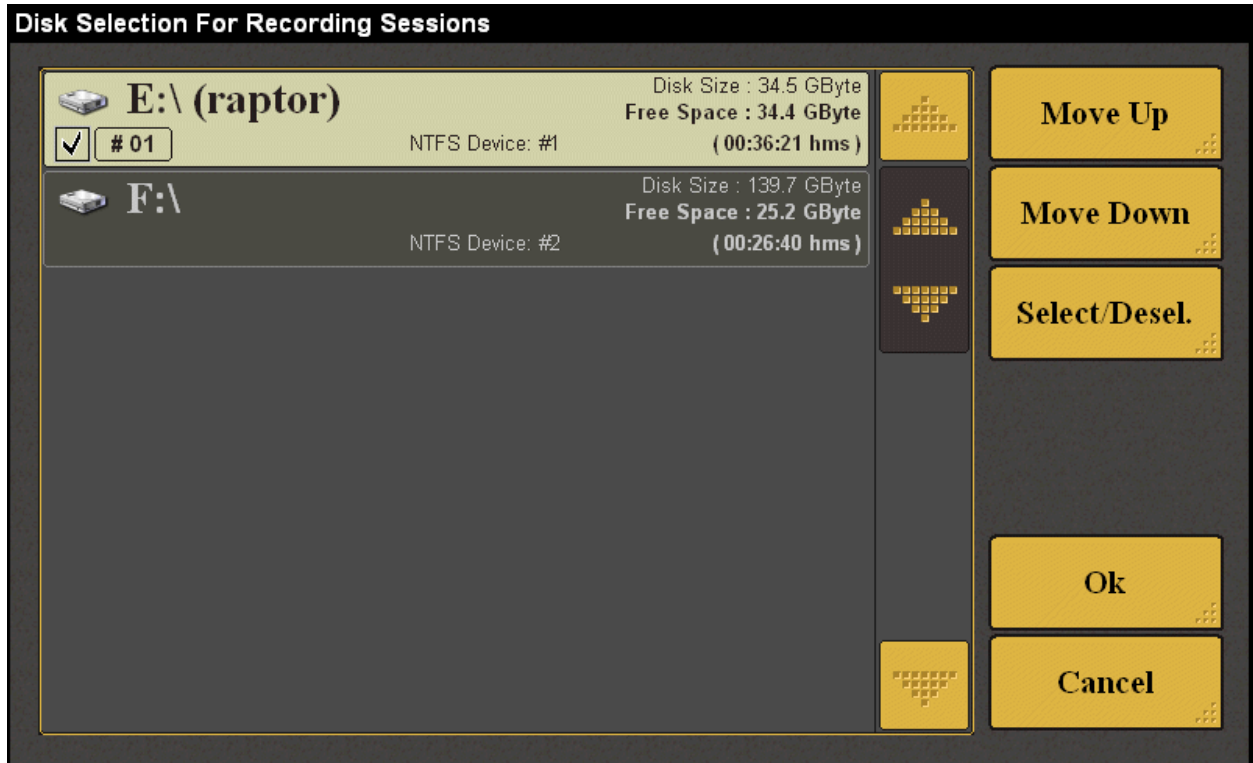 Disk Selection For Recording Sessions
E:\ (raptor)
Disk Size : 34.5 GByte
Free Space : 34.4 GByte
# 01
NTFS Device: #1
( 00:36:21 hms )
F:\
Disk Size : 139.7 GByte
Free Space : 25.2 GByte
NTFS Device: #2
( 00:26:40 hms )
Move Up
Move Down
Select/Desel.
Ok
Cancel